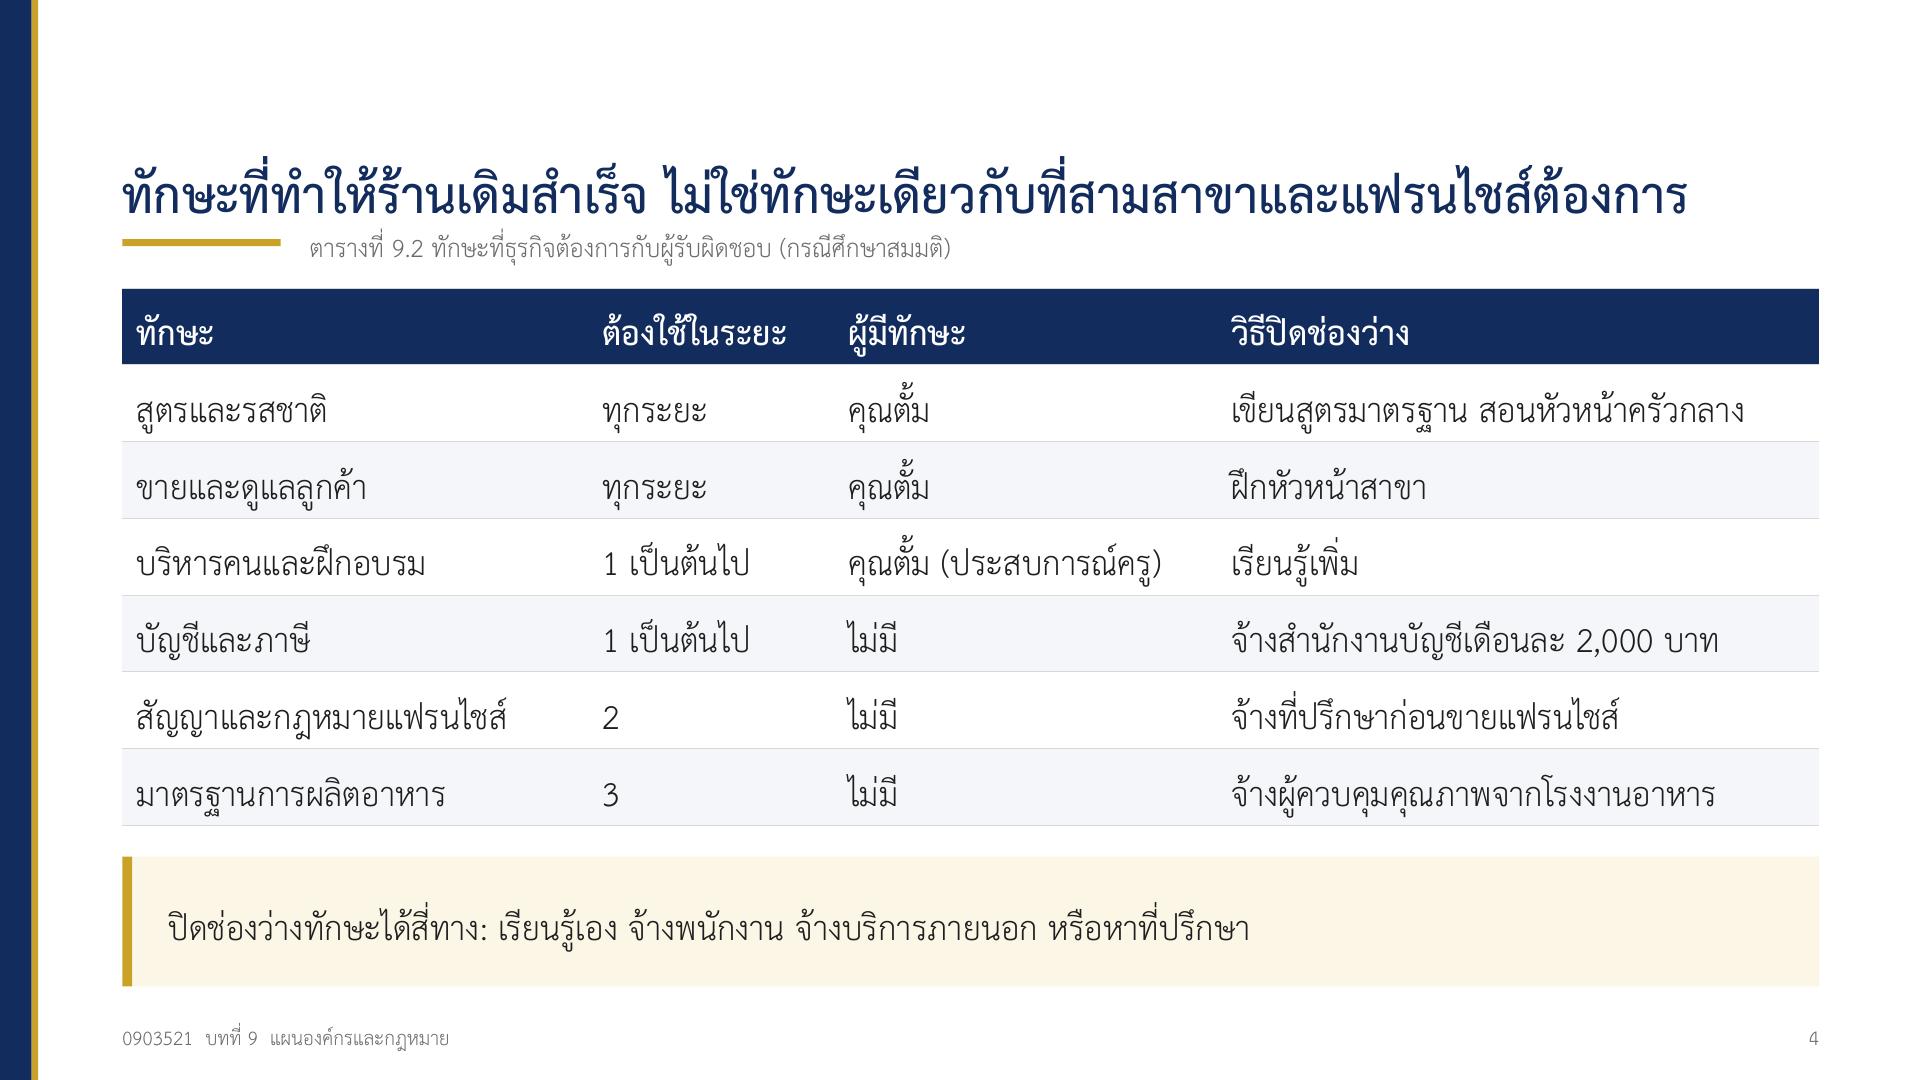 ทักษะที่ทำให้ร้านเดิมสำเร็จ ไม่ใช่ทักษะเดียวกับที่สามสาขาและแฟรนไชส์ต้องการ
ตารางที่ 9.2 ทักษะที่ธุรกิจต้องการกับผู้รับผิดชอบ (กรณีศึกษาสมมติ)
ทักษะ ต้องใช้ในระยะ ผู้มีทักษะ วิธีปิดช่องว่าง
สูตรและรสชาติ ทุกระยะ คุณตั้ม เขียนสูตรมาตรฐาน สอนหัวหน้าครัวกลาง
ขายและดูแลลูกค้า ทุกระยะ คุณตั้ม ฝึกหัวหน้าสาขา
บริหารคนและฝึกอบรม 1 เป็นต้นไป คุณตั้ม (ประสบการณ์ครู) เรียนรู้เพิ่ม
บัญชีและภาษี 1 เป็นต้นไป ไม่มี จ้างสำนักงานบัญชีเดือนละ 2,000 บาท
สัญญาและกฎหมายแฟรนไชส์ 2 ไม่มี จ้างที่ปรึกษาก่อนขายแฟรนไชส์
มาตรฐานการผลิตอาหาร 3 ไม่มี จ้างผู้ควบคุมคุณภาพจากโรงงานอาหาร
ปิดช่องว่างทักษะได้สี่ทาง: เรียนรู้เอง จ้างพนักงาน จ้างบริการภายนอก หรือหาที่ปรึกษา
0903521 บทที่ 9 แผนองค์กรและกฎหมาย 4